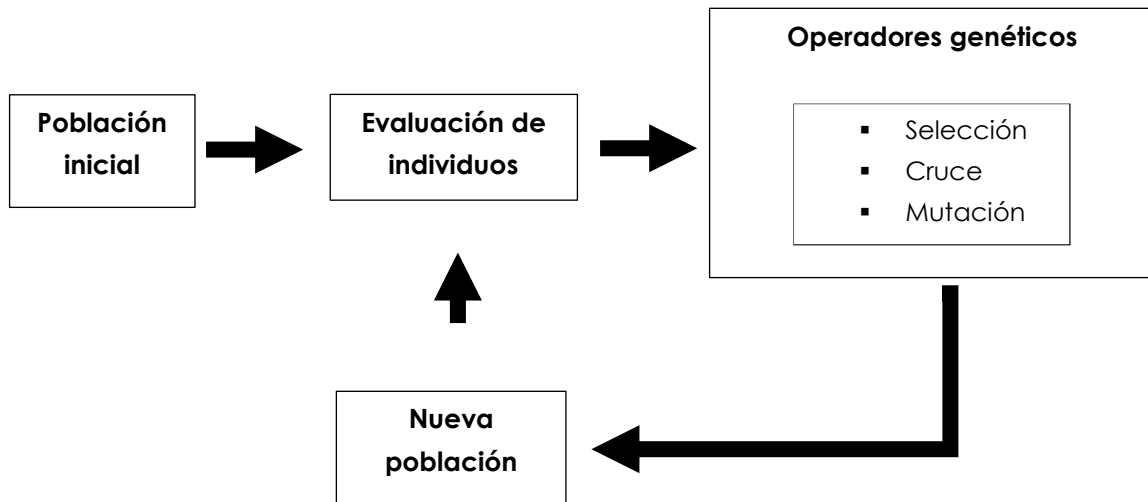 Población
inicial
Evaluación de
individuos
Operadores genéticos
▪ Selección
▪ Cruce
▪ Mutación
Nueva
población